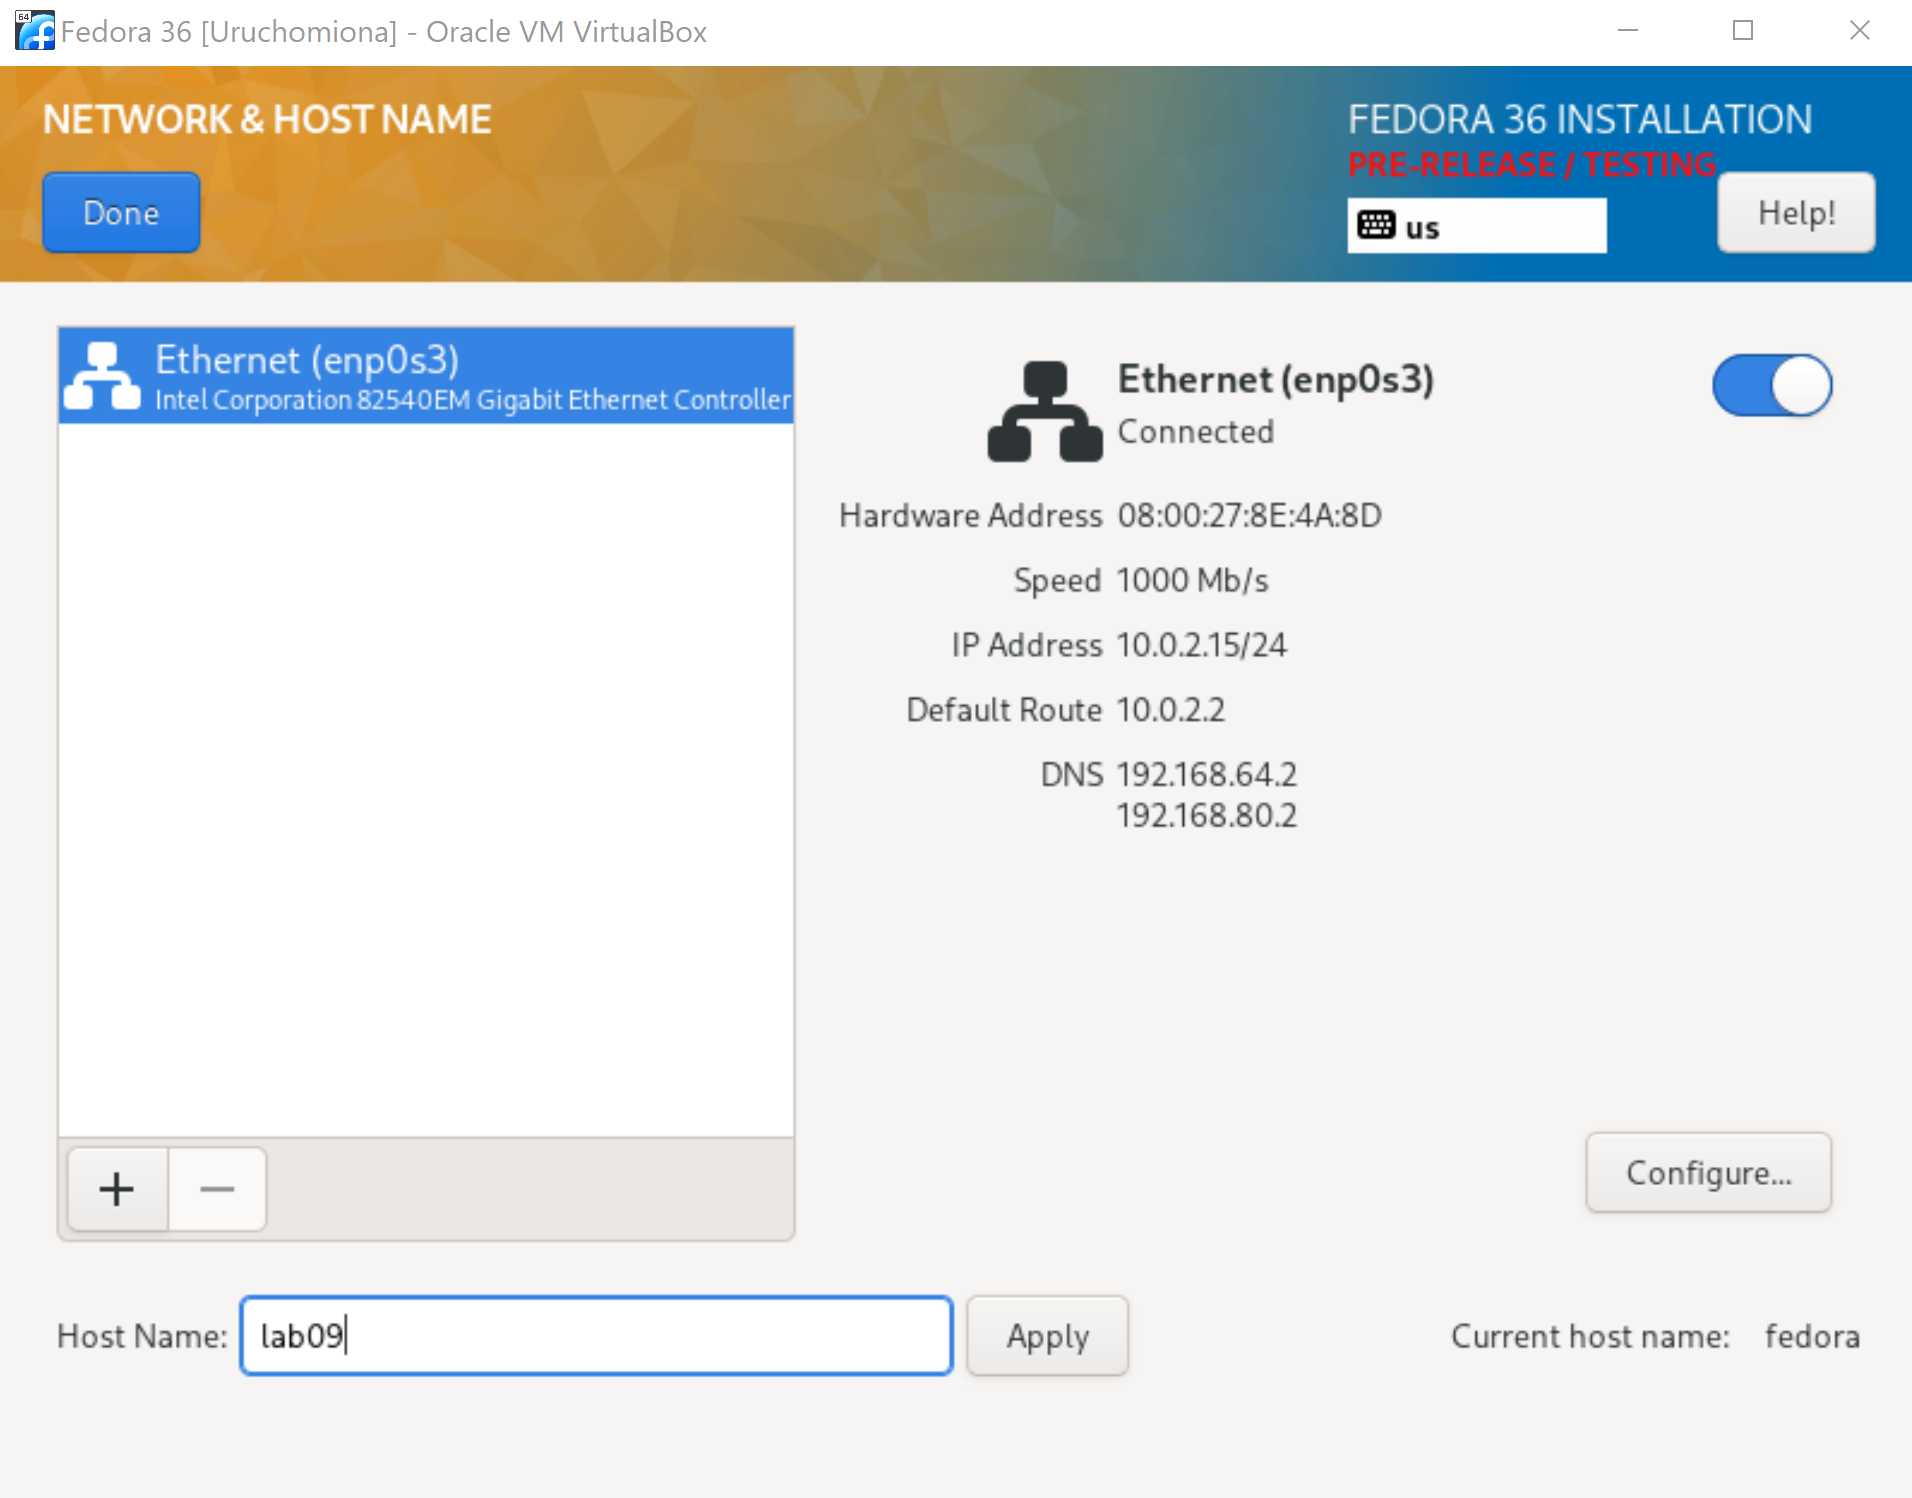 64
Fedora 36 [Uruchomiona] - Oracle VM VirtualBox
NETWORK & HOST NAME
FEDORA 36 INSTALLATION
PRE-RELEASE / TESTING
Done
us
Help!
Ethernet (enp0s3)
Intel Corporation 82540EM Gigabit Ethernet Controller
Ethernet (enp0s3)
Connected
Hardware Address 08:00:27:8E:4A:8D
Speed 1000 Mb/s
IP Address 10.0.2.15/24
Default Route 10.0.2.2
DNS 192.168.64.2
192.168.80.2
Configure...
Host Name: lab09 Apply Current host name: fedora